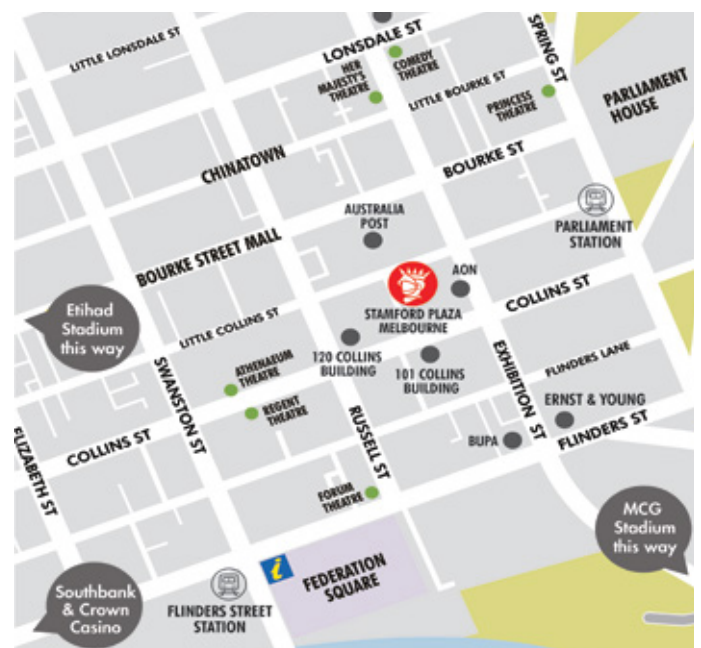 LITTLE LONSDALE ST
LONSDALE ST
SPRING ST
HER
MAJESTY'S
THEATRE
COMEDY
THEATRE
LITTLE BOURKE ST
PRINCESS
THEATRE
PARLIAMENT
HOUSE
CHINATOWN
BOURKE ST
AUSTRALIA
POST
PARLIAMENT
STATION
BOURKE STREET MALL
AON
Etihad
Stadium
this way
STAMFORD PLAZA
MELBOURNE
COLLINS ST
LITTLE COLLINS ST
120 COLLINS
BUILDING
101 COLLINS
BUILDING
EXHIBITION ST
FLINDERS LANE
ATHENAEUM
THEATRE
SWANSTON ST
REGENT
THEATRE
RUSSELL ST
ERNST & YOUNG
COLLINS ST
ELIZABETH ST
BUPA
FLINDERS ST
FORUM
THEATRE
MCG
Stadium
this way
i
FEDERATION
SQUARE
Southbank
& Crown
Casino
FLINDERS STREET
STATION